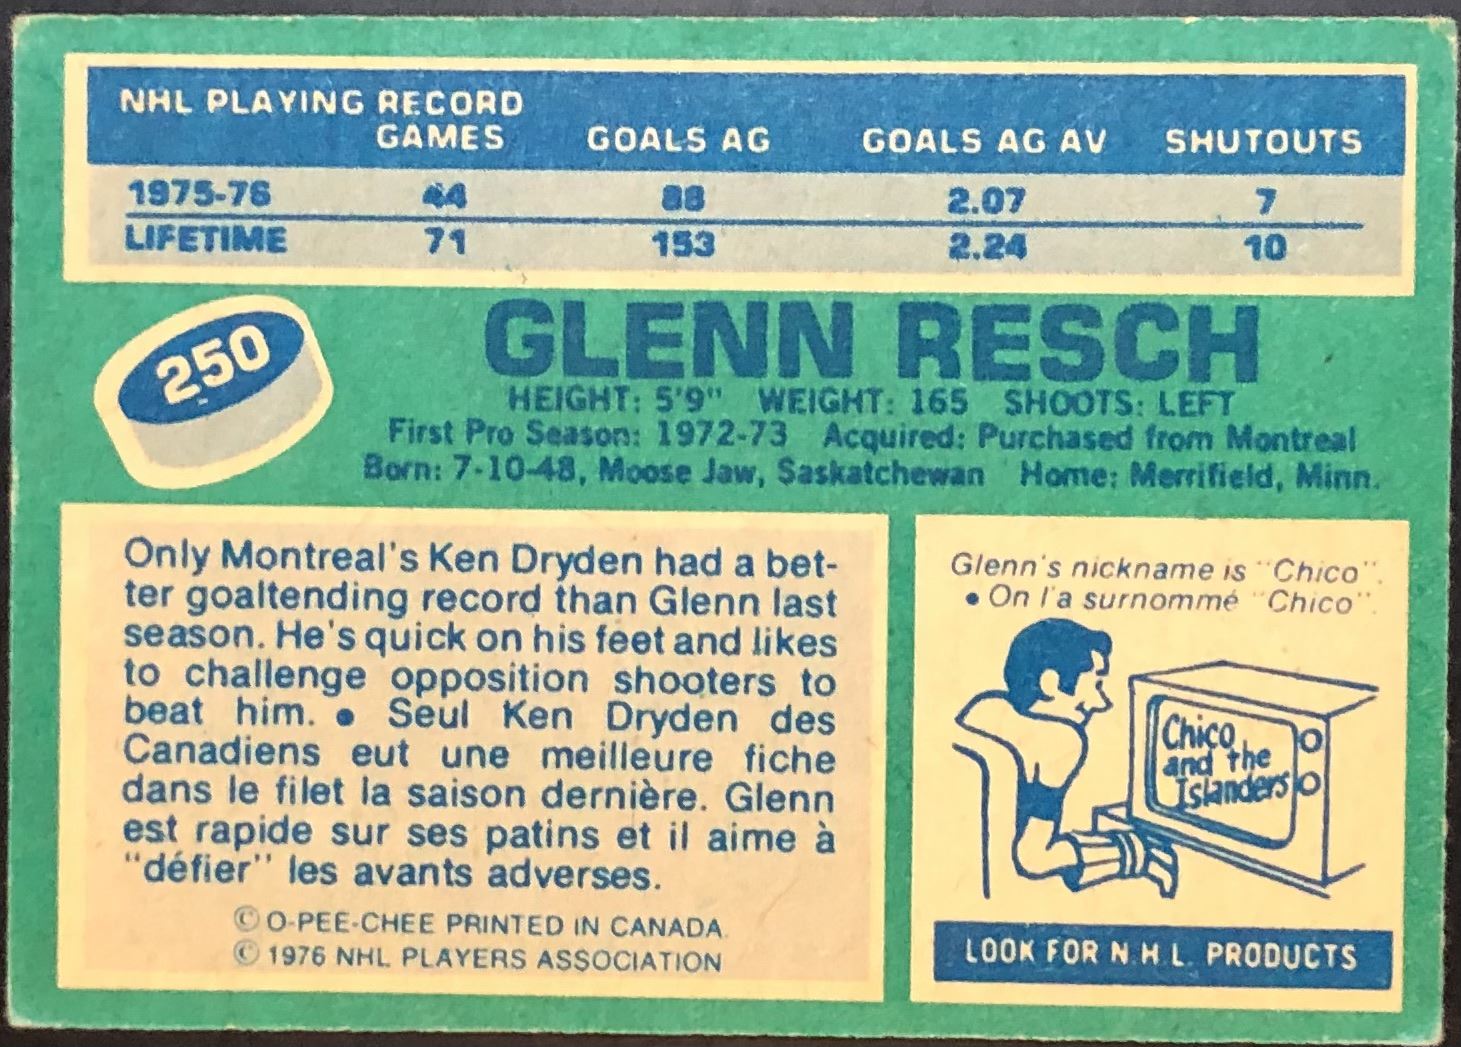 NHL PLAYING RECORD
GAMES GOALS AG GOALS AG AV SHUTOUTS
1975-76 44 88 2.07 7
LIFETIME 71 153 2.24 10
250
GLENN RESCH
HEIGHT: 5'9" WEIGHT: 165 SHOOTS: LEFT
First Pro Season: 1972-73 Acquired: Purchased from Montreal
Born: 7-10-48, Moose Jaw, Saskatchewan Home: Merrifield, Minn.
Only Montreal's Ken Dryden had a bet-
ter goaltending record than Glenn last
season. He's quick on his feet and likes
to challenge opposition shooters to
beat him. • Seul Ken Dryden des
Canadiens eut une meilleure fiche
dans le filet la saison dernière. Glenn
est rapide sur ses patins et il aime à
"défier" les avants adverses.
© O-PEE-CHEE PRINTED IN CANADA
© 1976 NHL PLAYERS ASSOCIATION
Glenn's nickname is "Chico".
• On l'a surnommé "Chico".
Chico
and the
Islanders
LOOK FOR N.H.L. PRODUCTS